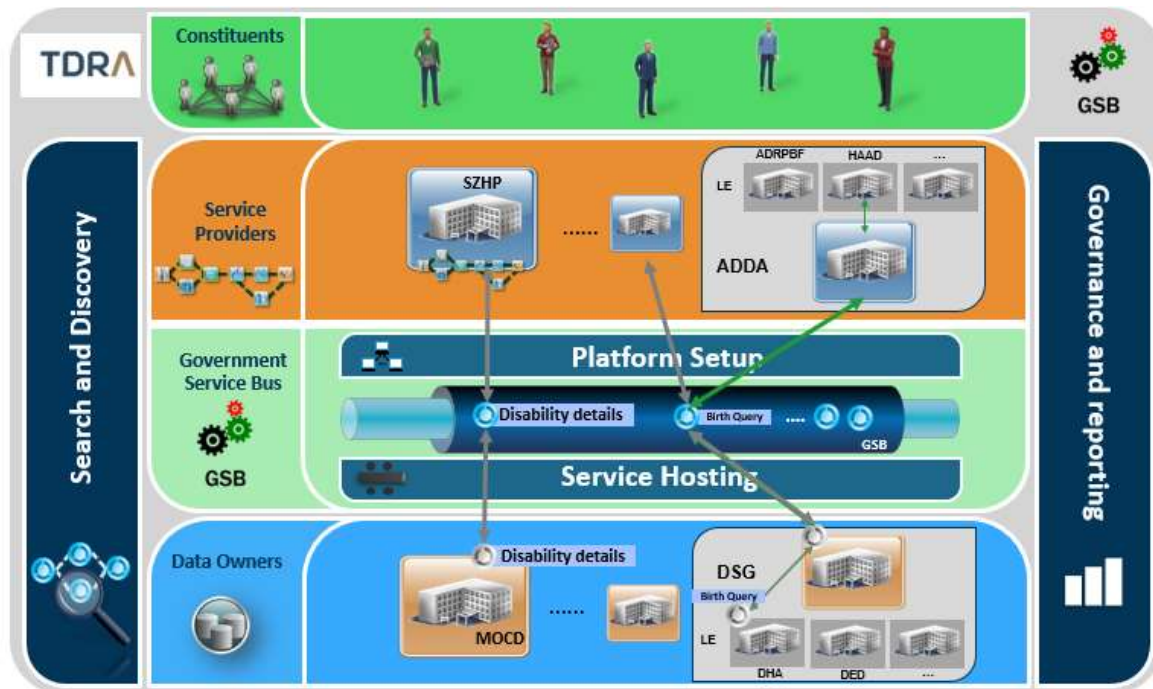 TDRA
Constituents
GSB
Search and Discovery
Service
Providers
SZHP
......
LE
ADRPBF
HAAD
...
ADDA
Government
Service Bus
GSB
Platform Setup
Disability details
Birth Query
....
GSB
Service Hosting
Data Owners
Disability details
MOCD
......
DSG
Birth Query
LE
DHA
DED
...
Governance and reporting